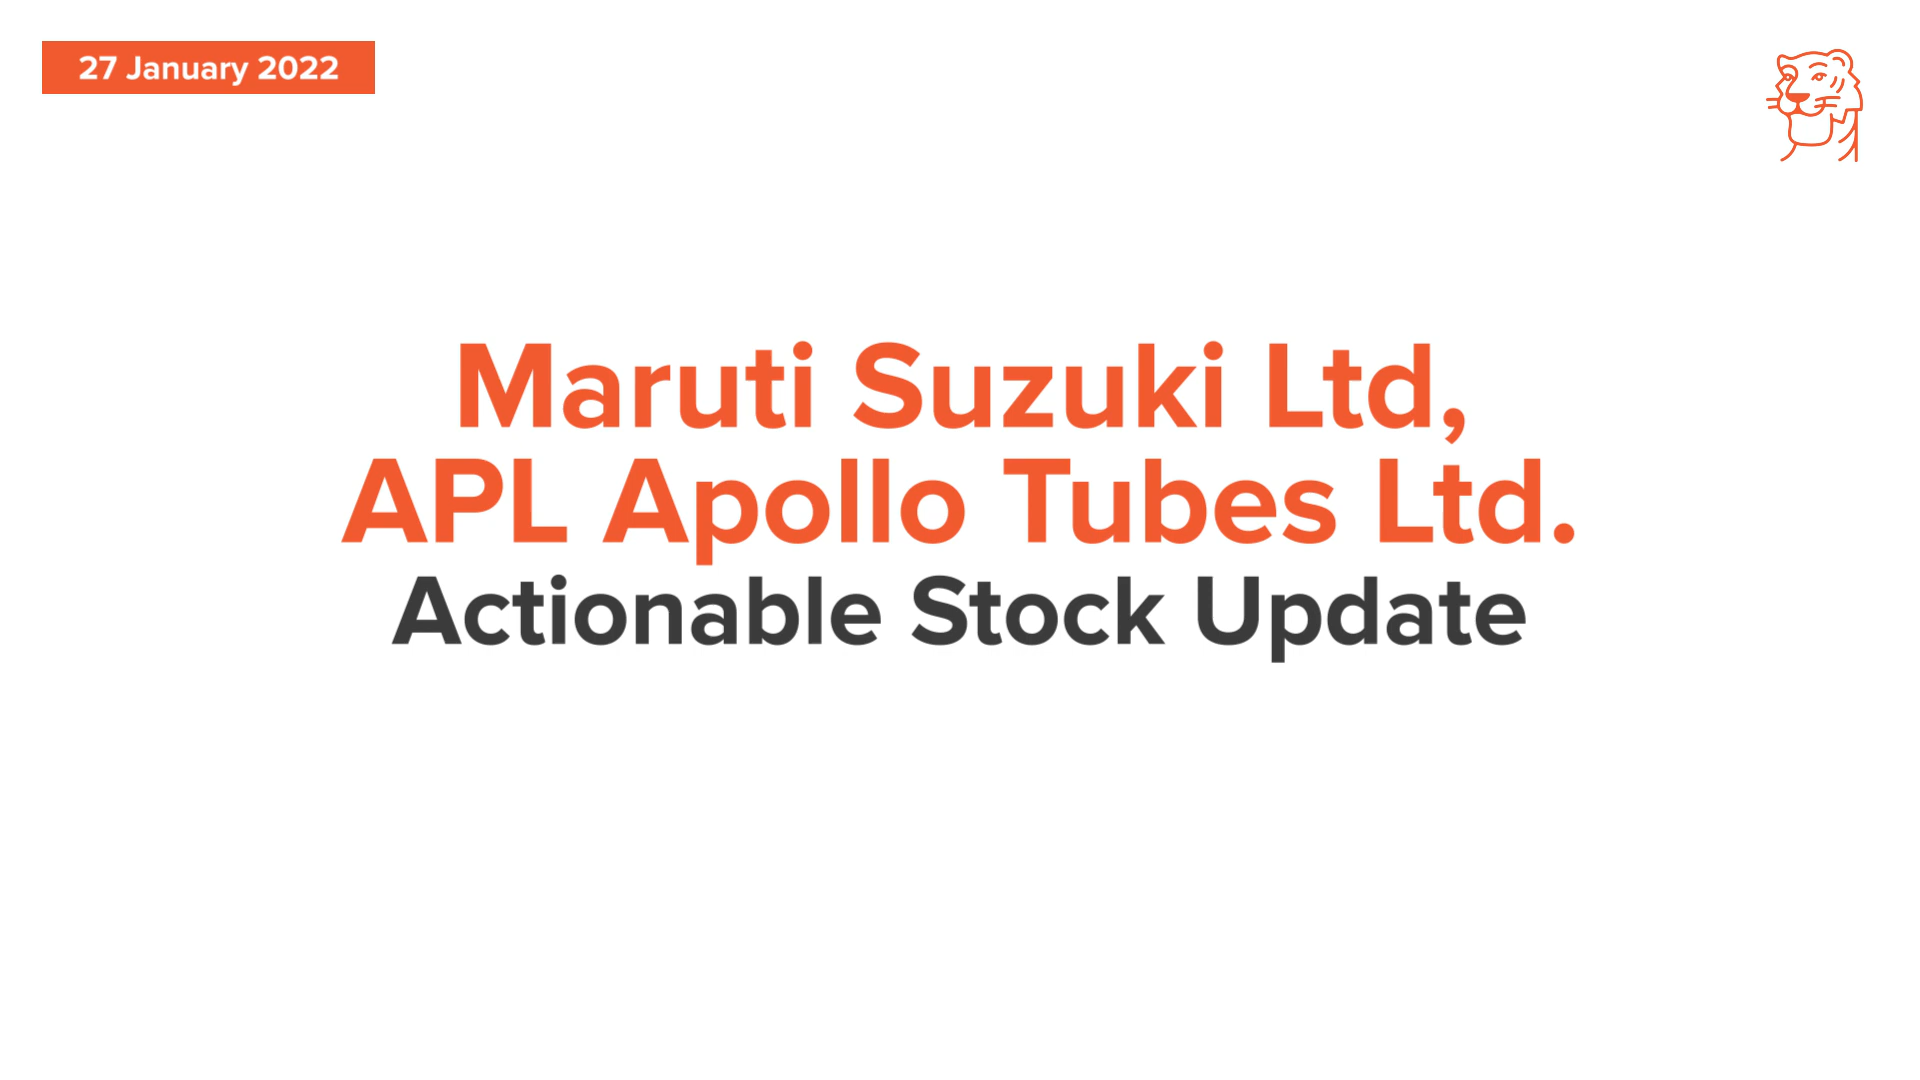 27 January 2022
Maruti Suzuki Ltd,
APL Apollo Tubes Ltd.
Actionable Stock Update